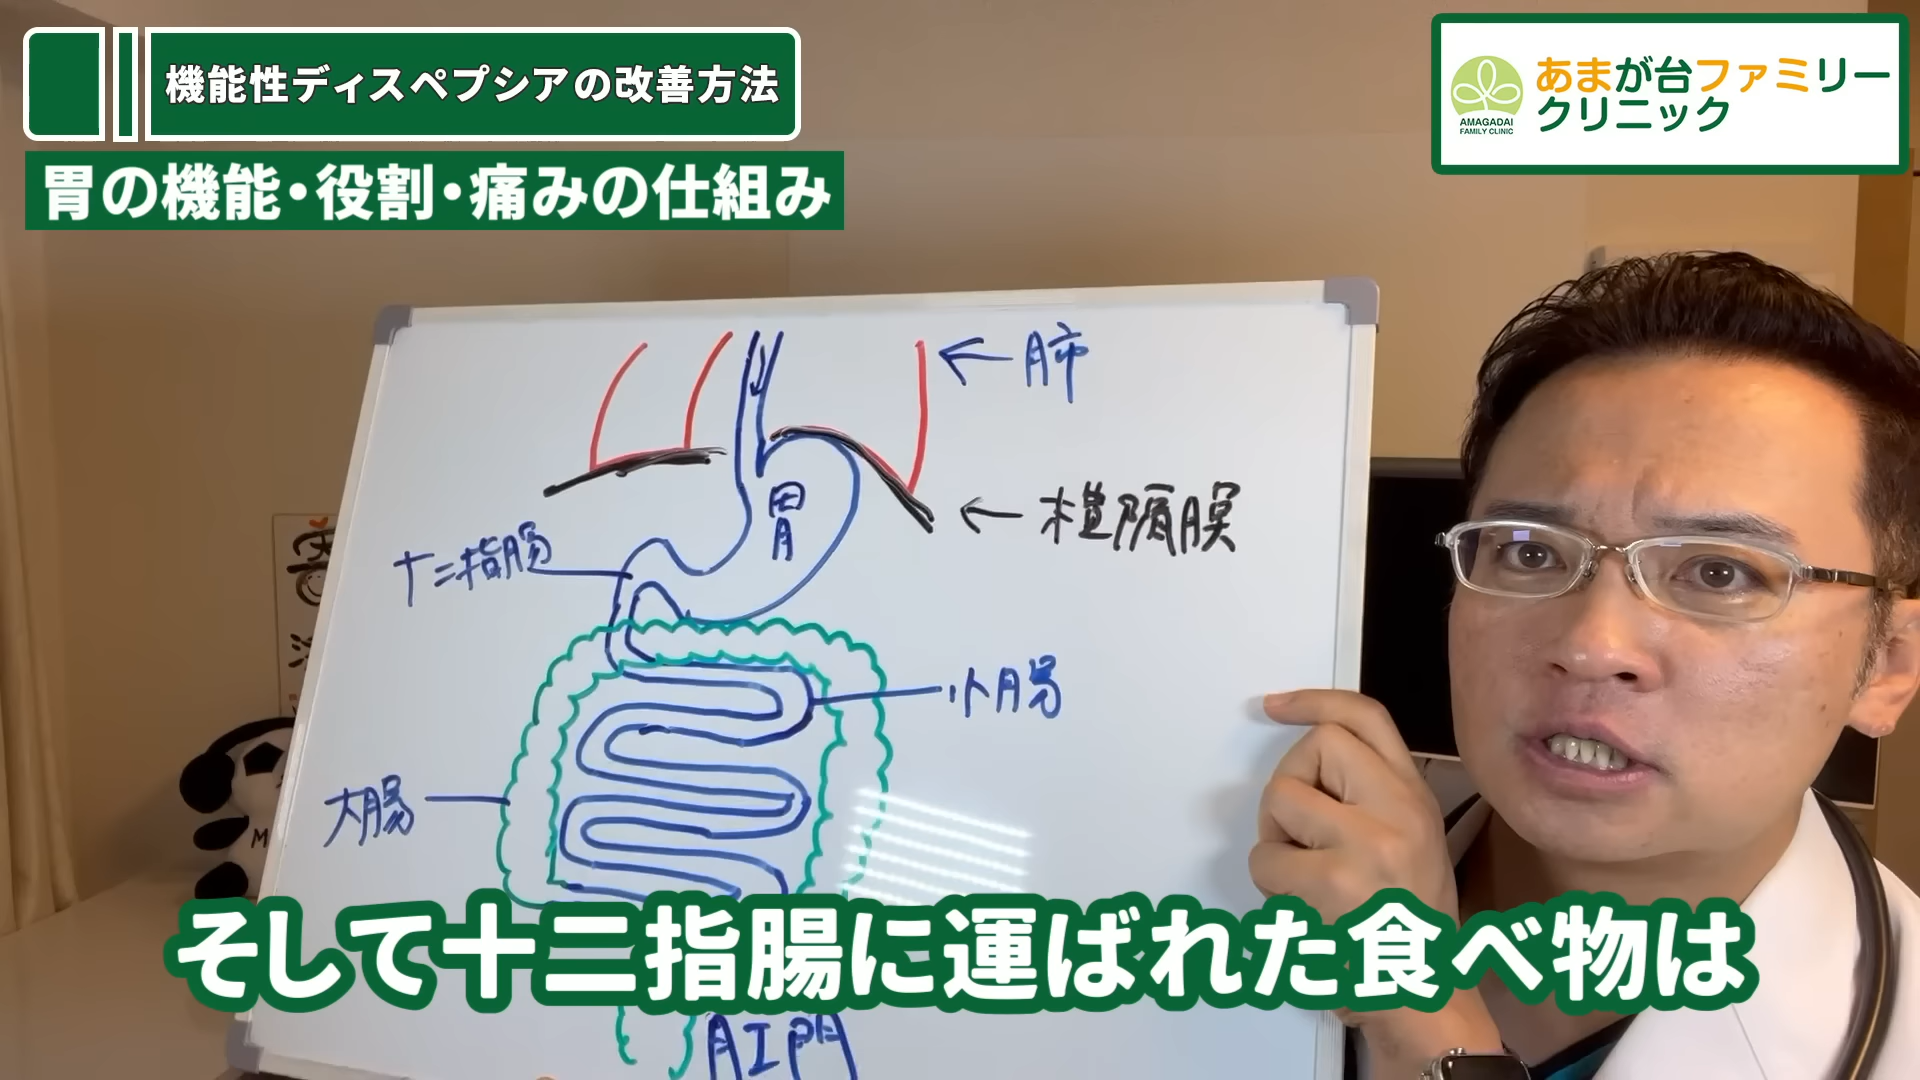 機能性ディスペプシアの改善方法
胃の機能・役割・痛みの仕組み
あまが台ファミリー
クリニック
AMAGADAI
FAMILY CLINIC
肺
胃
横隔膜
十二指腸
小腸
大腸
そして十二指腸に運ばれた食べ物は
肛門